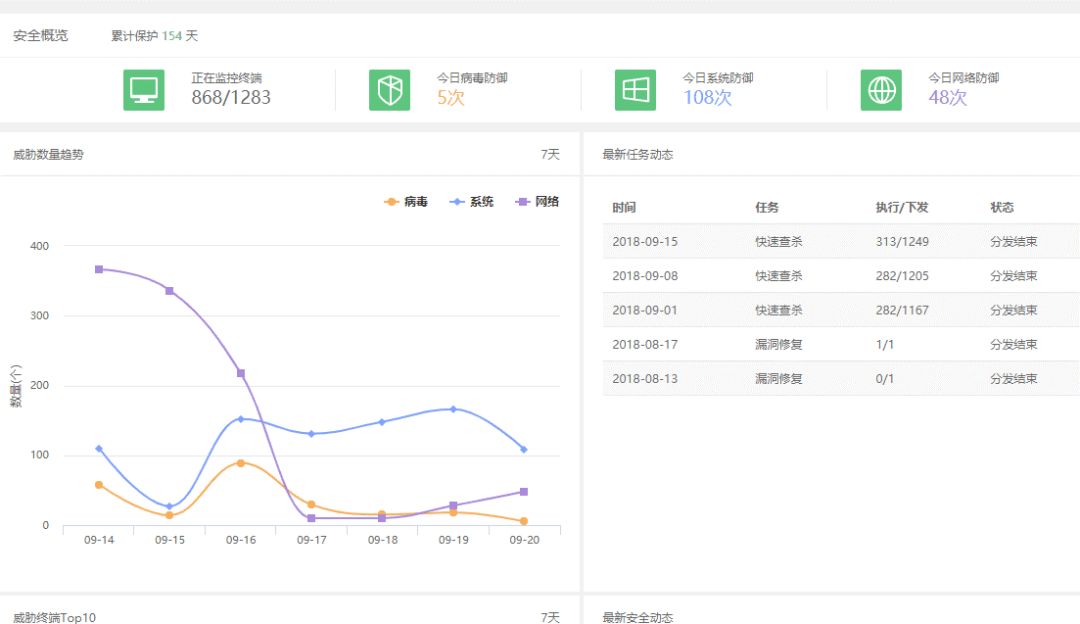 安全概览 累计保护 154 天
正在监控终端
868/1283
今日病毒防御
5次
今日系统防御
108次
今日网络防御
48次
威胁数量趋势 7天
病毒 系统 网络
数量(个)
400
300
200
100
0
09-14 09-15 09-16 09-17 09-18 09-19 09-20
最新任务动态
时间 任务 执行/下发 状态
2018-09-15 快速查杀 313/1249 分发结束
2018-09-08 快速查杀 282/1205 分发结束
2018-09-01 快速查杀 282/1167 分发结束
2018-08-17 漏洞修复 1/1 分发结束
2018-08-13 漏洞修复 0/1 分发结束
威胁终端Top10 7天
最新安全动态